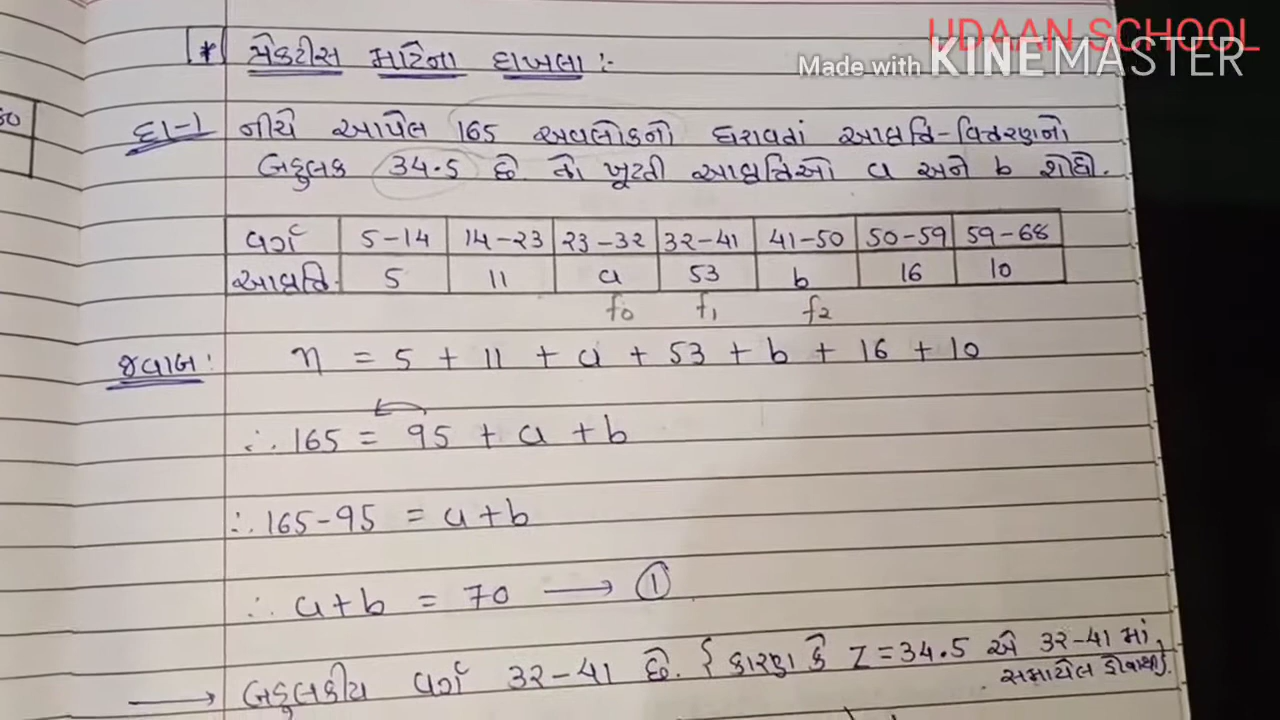 UDAAN SCHOOL
Made with KINEMASTER
[*] પ્રેકટીસ માટેના દાખલા :-
દા-1 નીચે આપેલ 165 અવલોકનો ધરાવતાં આવૃત્તિ-વિતરણનો
બહુલક 34.5 છે તો ખૂટતી આવૃત્તિઓ a અને b શોધો.
વર્ગ 5-14 14-23 23-32 32-41 41-50 50-59 59-68
આવૃત્તિ 5 11 a 53 b 16 10
f0 f1 f2
જવાબ: n = 5 + 11 + a + 53 + b + 16 + 10
∴ 165 = 95 + a + b
∴ 165-95 = a+b
∴ a+b = 70 → ①
→ બહુલકીય વર્ગ 32-41 છે. { કારણ કે Z = 34.5 એ 32-41 માં
સમાયેલ હોવાથી}.